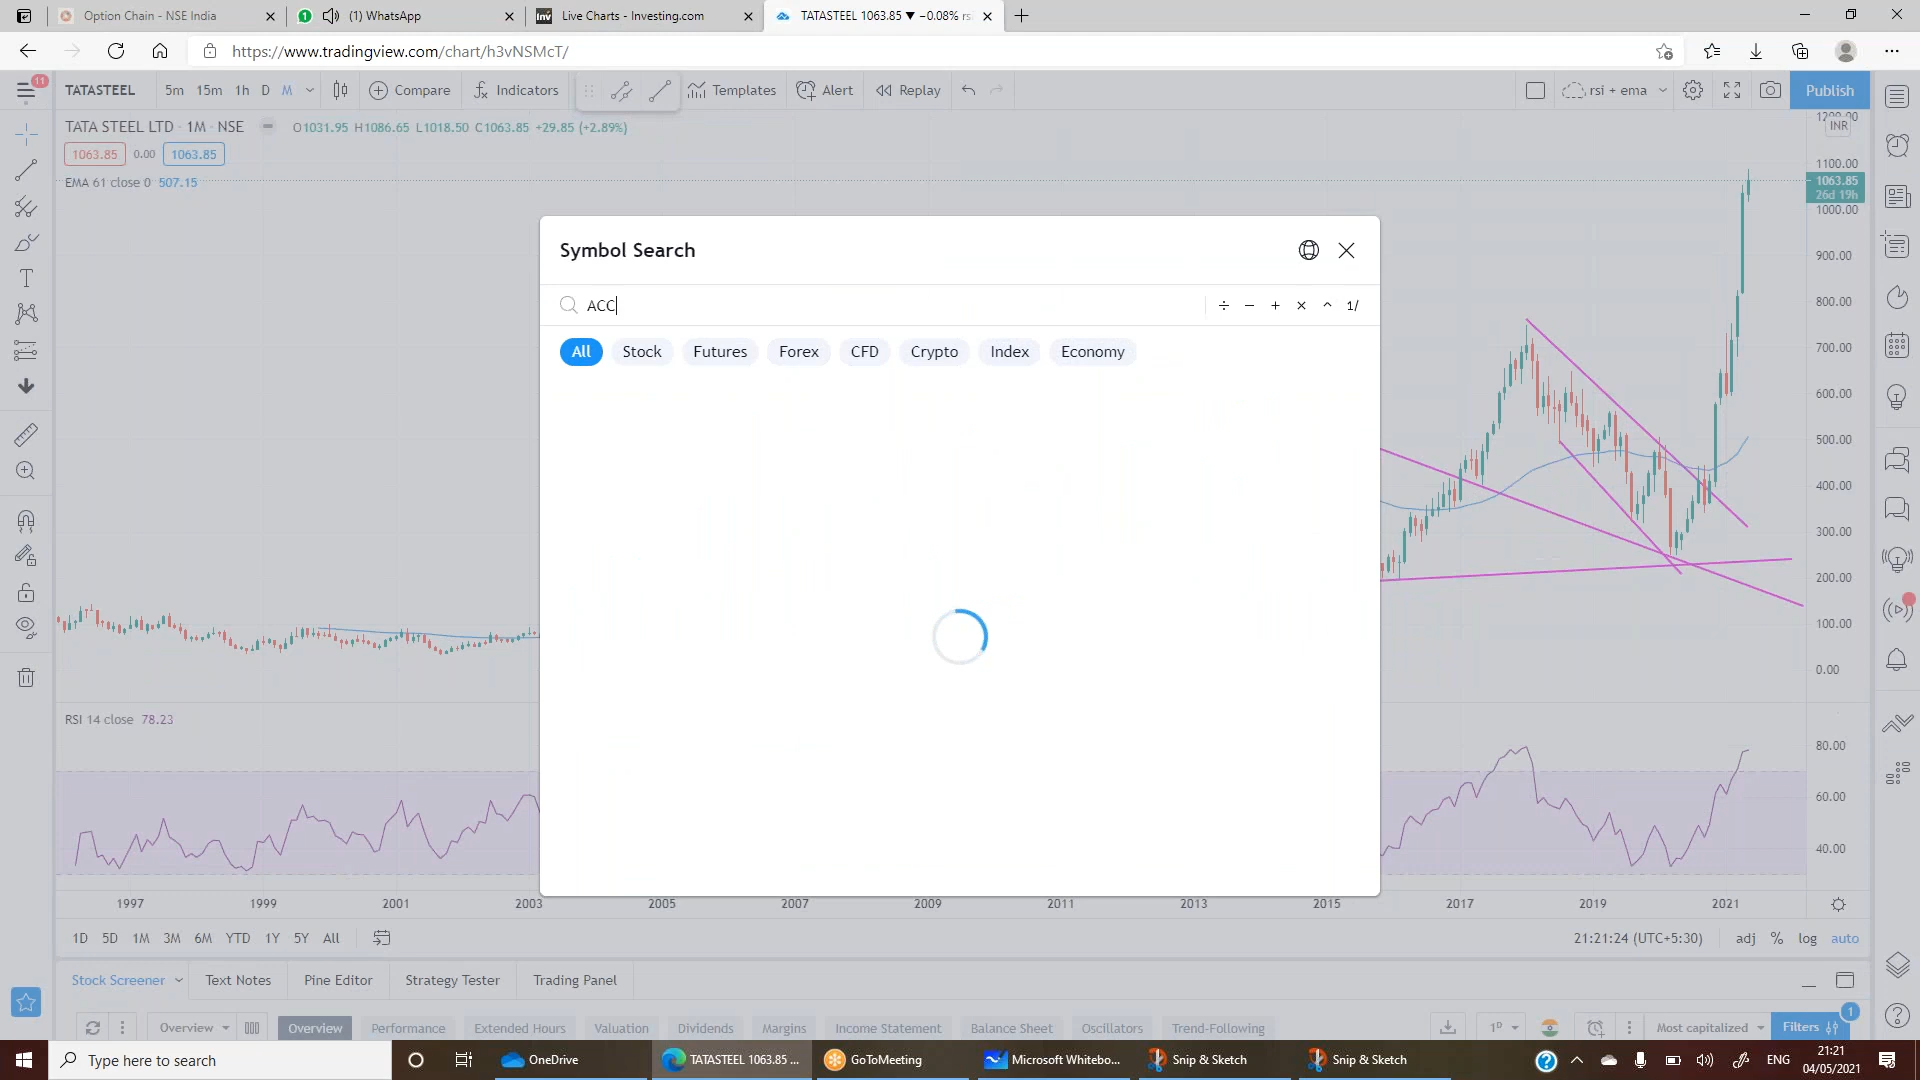 Option Chain - NSE India
(1) WhatsApp
Inv
Live Charts - Investing.com
TATASTEEL 1063.85 ▼ −0.08% rs
https://www.tradingview.com/chart/h3vNSMcT/
11
TATASTEEL
5m 15m 1h D M
Compare
Indicators
Templates
Alert
Replay
rsi + ema
Publish
TATA STEEL LTD · 1M · NSE
O1031.95 H1086.65 L1018.50 C1063.85 +29.85 (+2.89%)
1200.00
INR
1063.85 0.00 1063.85
EMA 61 close 0 507.15
1100.00
1063.85
26d 19h
1000.00
900.00
800.00
700.00
600.00
500.00
400.00
300.00
200.00
100.00
0.00
Symbol Search
ACC
÷ − + × ^ 1/
All Stock Futures Forex CFD Crypto Index Economy
RSI 14 close 78.23
80.00
60.00
40.00
1997 1999 2001 2003 2005 2007 2009 2011 2013 2015 2017 2019 2021
1D 5D 1M 3M 6M YTD 1Y 5Y All
21:21:24 (UTC+5:30) adj % log auto
Stock Screener Text Notes Pine Editor Strategy Tester Trading Panel
Overview Overview Performance Extended Hours Valuation Dividends Margins Income Statement Balance Sheet Oscillators Trend-Following
1D Most capitalized Filters 1
Type here to search
OneDrive
TATASTEEL 1063.85 ...
GoToMeeting
Microsoft Whitebo...
Snip & Sketch
Snip & Sketch
ENG
21:21
04/05/2021